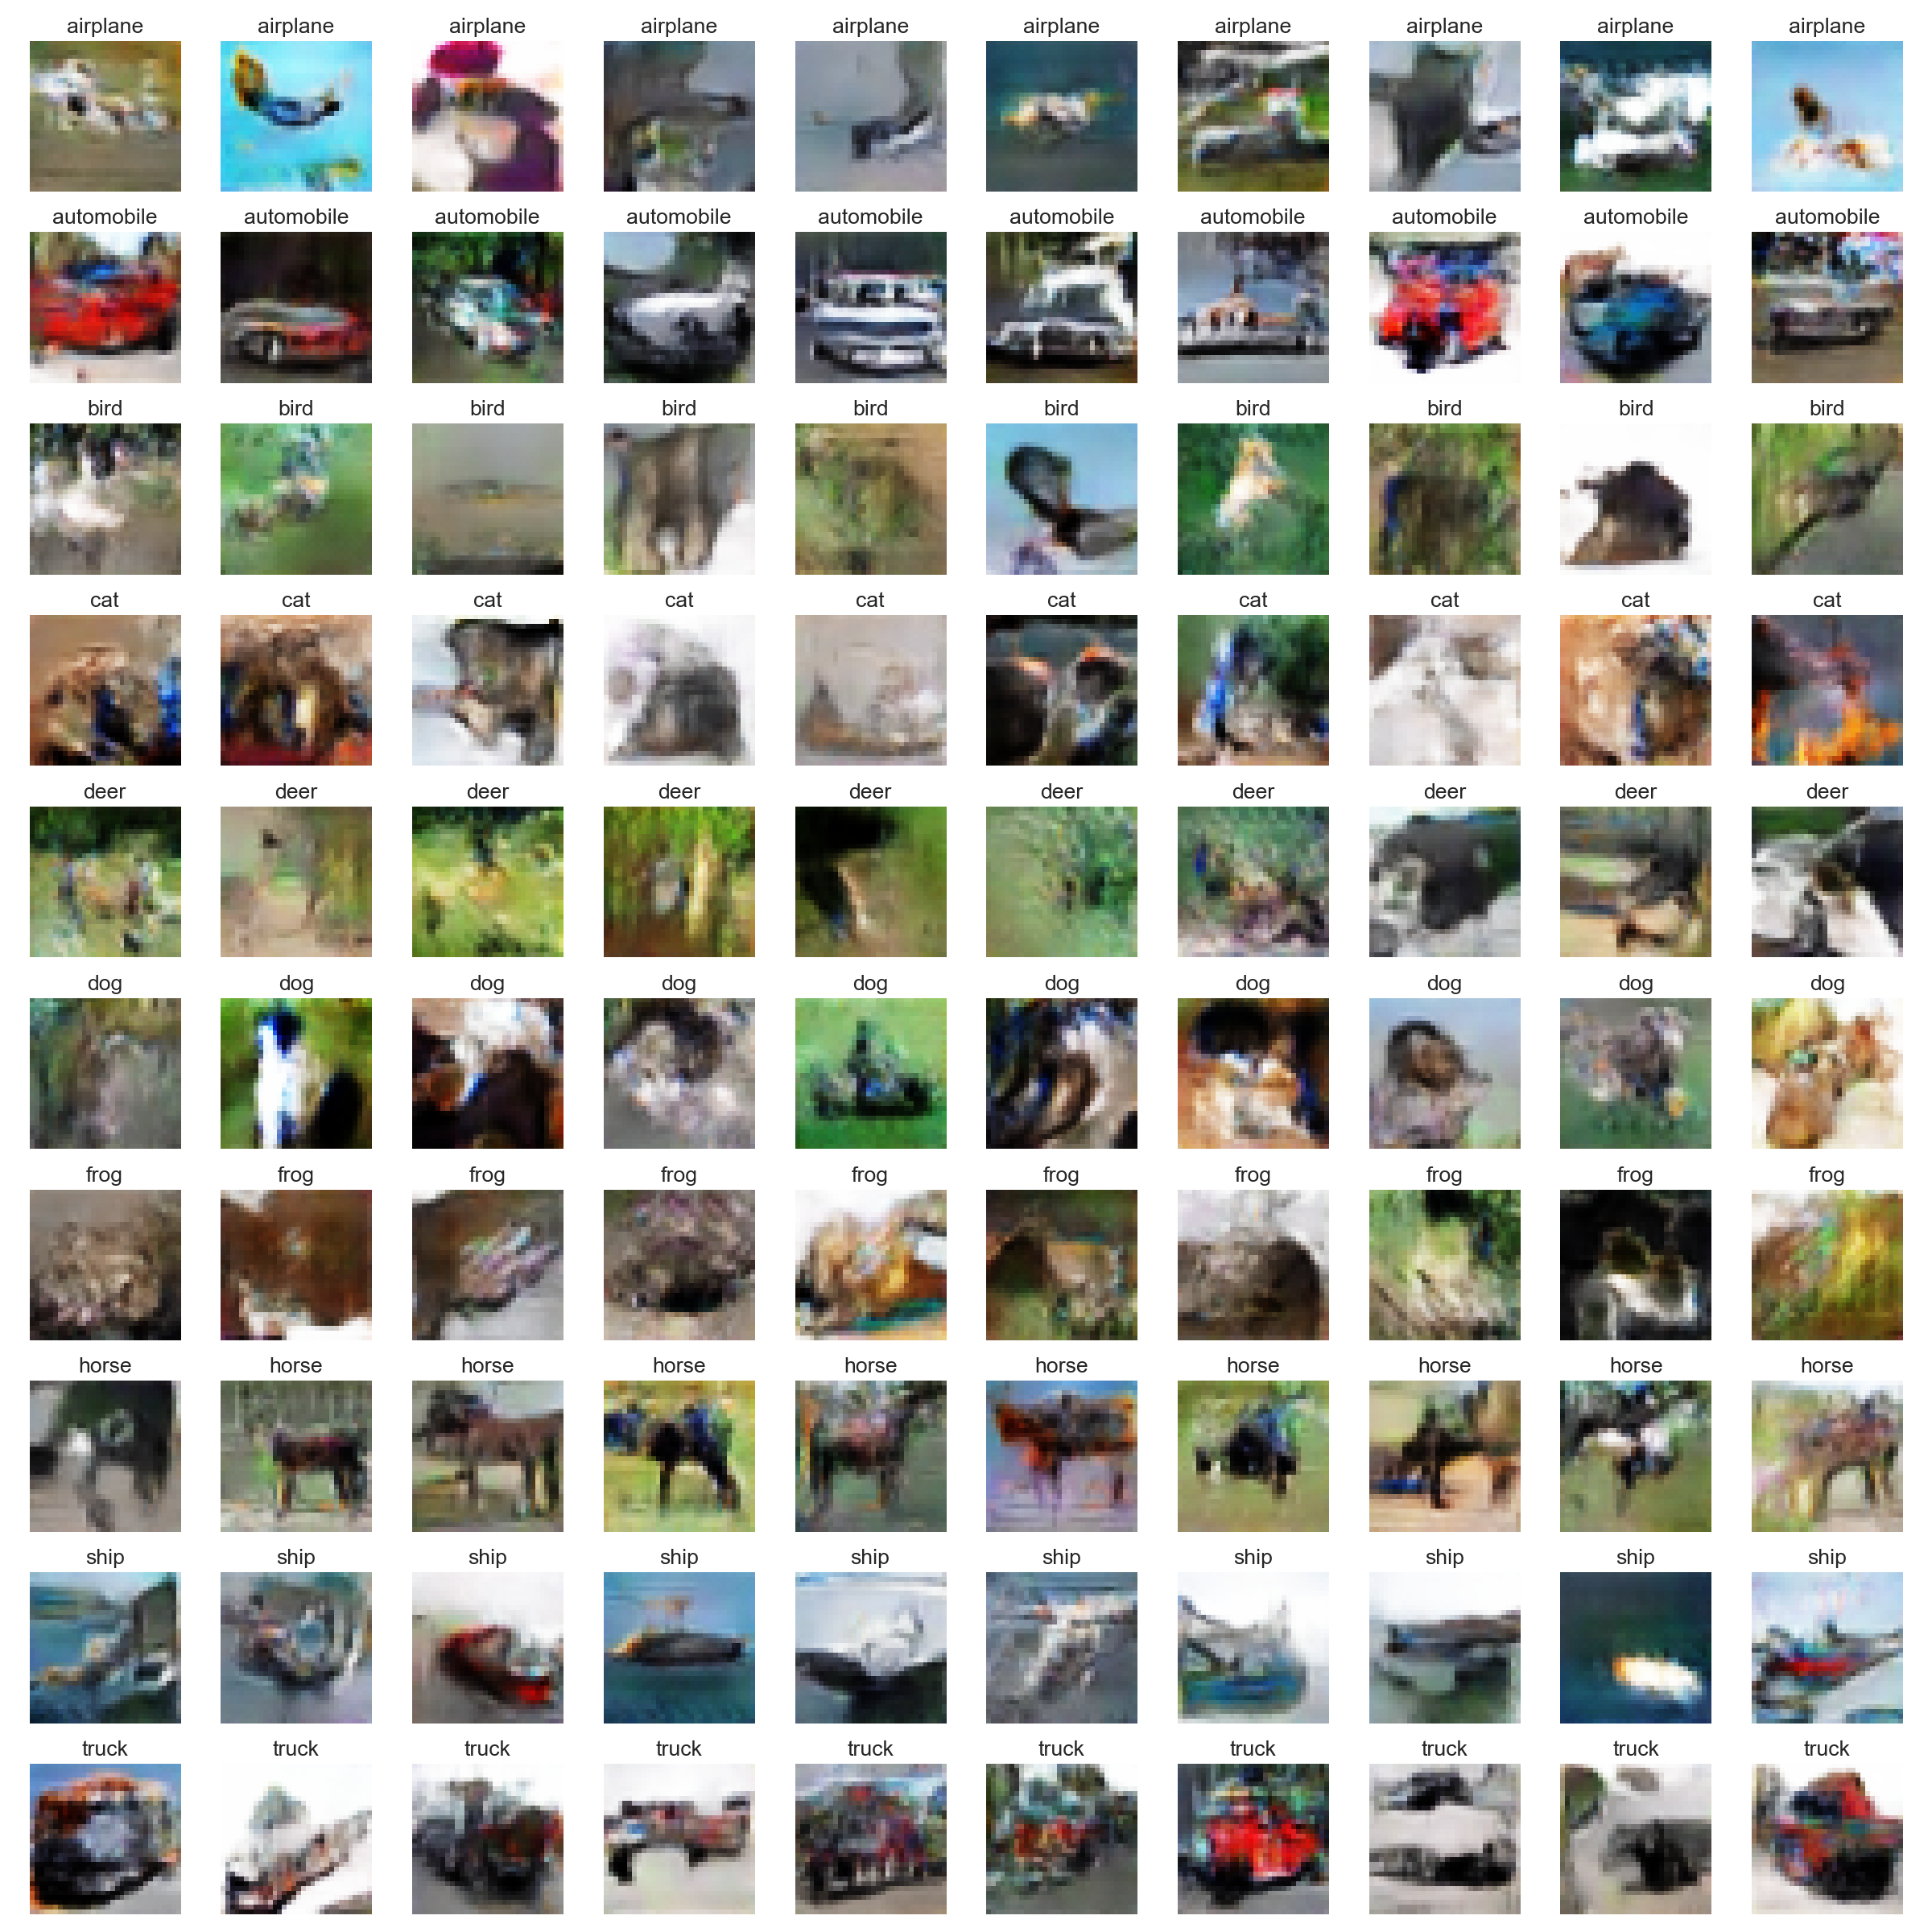 airplane airplane airplane airplane airplane airplane airplane airplane airplane airplane
automobile automobile automobile automobile automobile automobile automobile automobile automobile automobile
bird bird bird bird bird bird bird bird bird bird
cat cat cat cat cat cat cat cat cat cat
deer deer deer deer deer deer deer deer deer deer
dog dog dog dog dog dog dog dog dog dog
frog frog frog frog frog frog frog frog frog frog
horse horse horse horse horse horse horse horse horse horse
ship ship ship ship ship ship ship ship ship ship
truck truck truck truck truck truck truck truck truck truck